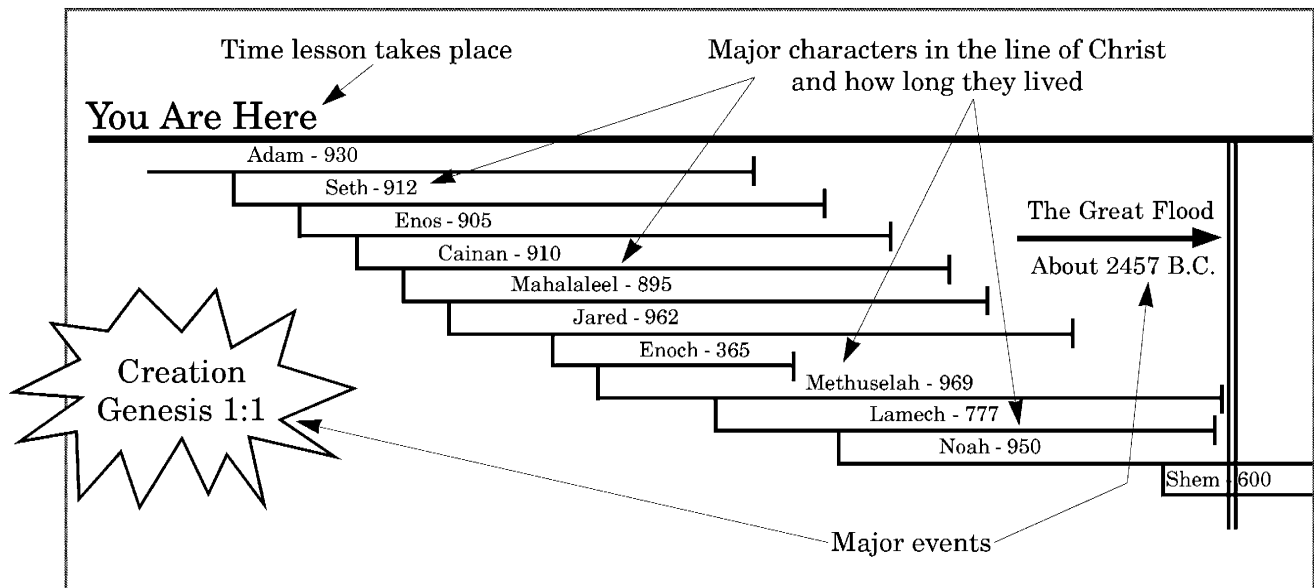 Time lesson takes place
Major characters in the line of Christ
and how long they lived
You Are Here
Adam - 930
Seth - 912
Enos - 905
Cainan - 910
Mahalaleel - 895
Jared - 962
Enoch - 365
Methuselah - 969
Lamech - 777
Noah - 950
Shem - 600
The Great Flood
About 2457 B.C.
Creation
Genesis 1:1
Major events